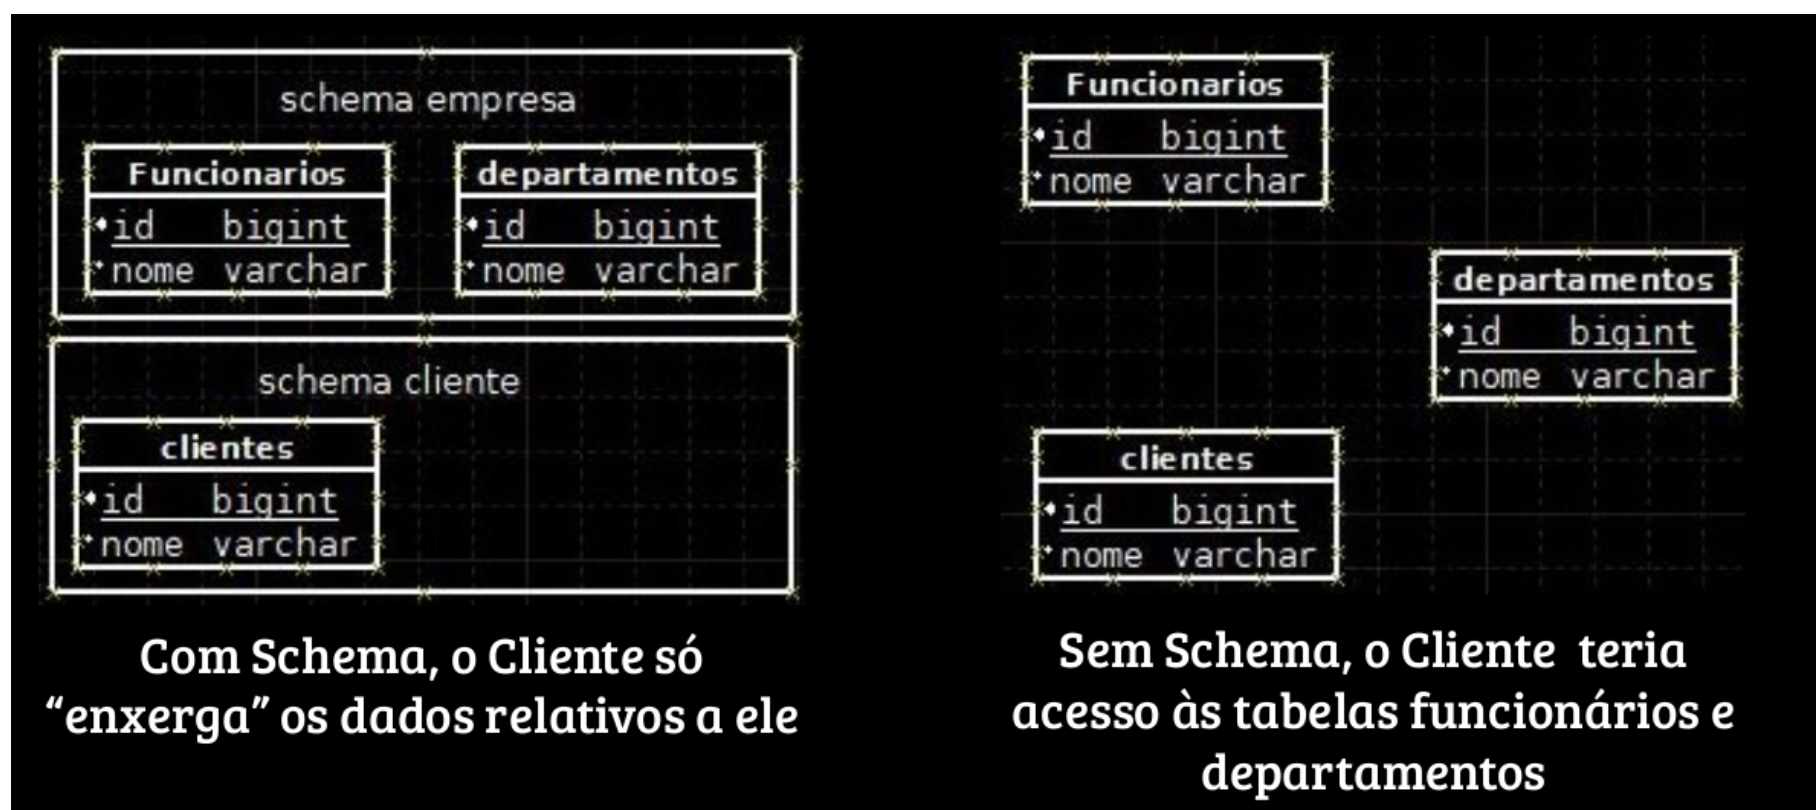 schema empresa
Funcionarios
id bigint
nome varchar
departamentos
id bigint
nome varchar
schema cliente
clientes
id bigint
nome varchar
Com Schema, o Cliente só
“enxerga” os dados relativos a ele
Funcionarios
id bigint
nome varchar
departamentos
id bigint
nome varchar
clientes
id bigint
nome varchar
Sem Schema, o Cliente teria
acesso às tabelas funcionários e
departamentos